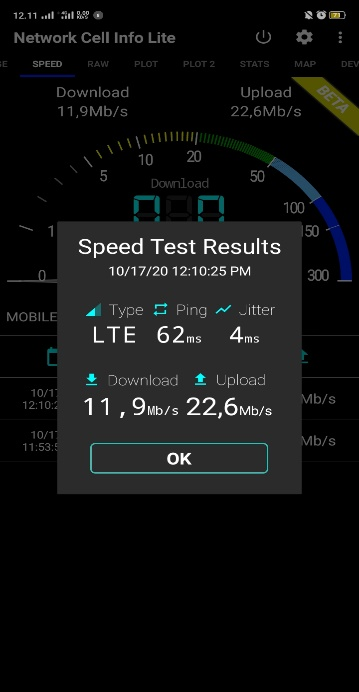 12.11
Network Cell Info Lite
SE SPEED RAW PLOT PLOT 2 STATS MAP DEV
Download Upload
11,9Mb/s 22,6Mb/s
BETA
0 1 5 10 20 50 100 150 300
Download
Speed Test Results
10/17/20 12:10:25 PM
Type Ping Jitter
LTE 62ms 4ms
Download Upload
11,9Mb/s 22,6Mb/s
OK
MOBILE
10/17
12:10:2 Mb/s
10/17
11:53:5 Mb/s